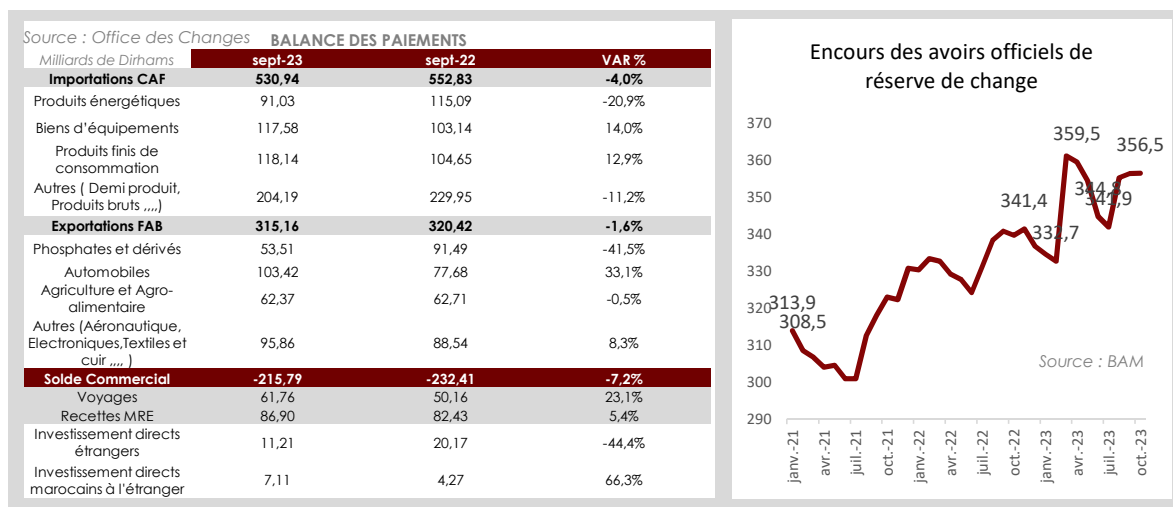 Source : Office des Changes BALANCE DES PAIEMENTS
Milliards de Dirhams sept-23 sept-22 VAR %
Importations CAF 530,94 552,83 -4,0%
Produits énergétiques 91,03 115,09 -20,9%
Biens d'équipements 117,58 103,14 14,0%
Produits finis de
consommation 118,14 104,65 12,9%
Autres ( Demi produit,
Produits bruts ,,,,) 204,19 229,95 -11,2%
Exportations FAB 315,16 320,42 -1,6%
Phosphates et dérivés 53,51 91,49 -41,5%
Automobiles 103,42 77,68 33,1%
Agriculture et Agro-
alimentaire 62,37 62,71 -0,5%
Autres (Aéronautique,
Electroniques,Textiles et 95,86 88,54 8,3%
cuir ,,,, )
Solde Commercial -215,79 -232,41 -7,2%
Voyages 61,76 50,16 23,1%
Recettes MRE 86,90 82,43 5,4%
Investissement directs
étrangers 11,21 20,17 -44,4%
Investissement directs
marocains à l'étranger 7,11 4,27 66,3%
Encours des avoirs officiels de
réserve de change
370
360
350
340
330
320
310
300
290
313,9
308,5
341,4
332,7
359,5
344,8
341,9
356,5
Source : BAM
janv.-21
avr.-21
juil.-21
oct.-21
janv.-22
avr.-22
juil.-22
oct.-22
janv.-23
avr.-23
juil.-23
oct.-23